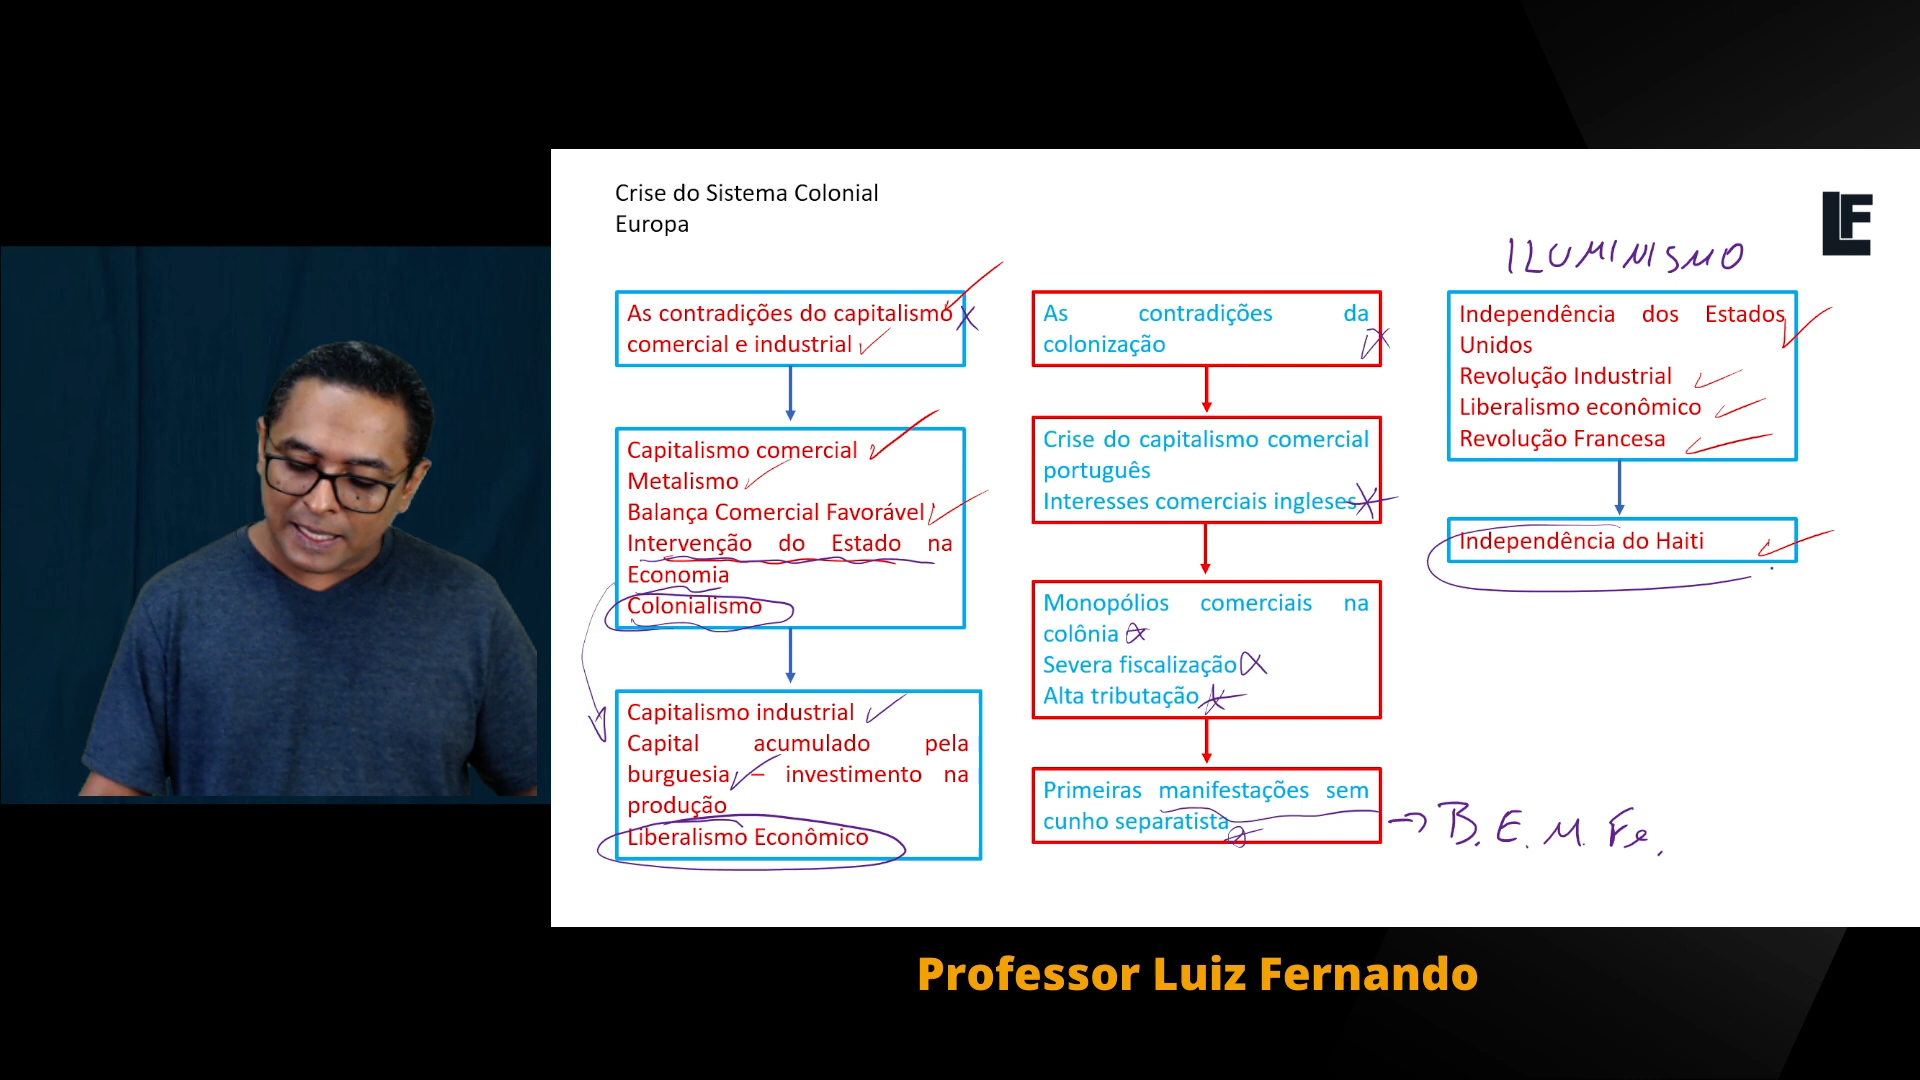 Crise do Sistema Colonial
Europa
LF
As contradições do capitalismo
comercial e industrial
Capitalismo comercial
Metalismo
Balança Comercial Favorável
Intervenção do Estado na
Economia
Colonialismo
Capitalismo industrial
Capital acumulado pela
burguesia – investimento na
produção
Liberalismo Econômico
As contradições da
colonização
Crise do capitalismo comercial
português
Interesses comerciais ingleses
Monopólios comerciais na
colônia
Severa fiscalização
Alta tributação
Primeiras manifestações sem
cunho separatista
B. E. M. Fe.
ILUMINISMO
Independência dos Estados
Unidos
Revolução Industrial
Liberalismo econômico
Revolução Francesa
Independência do Haiti
Professor Luiz Fernando